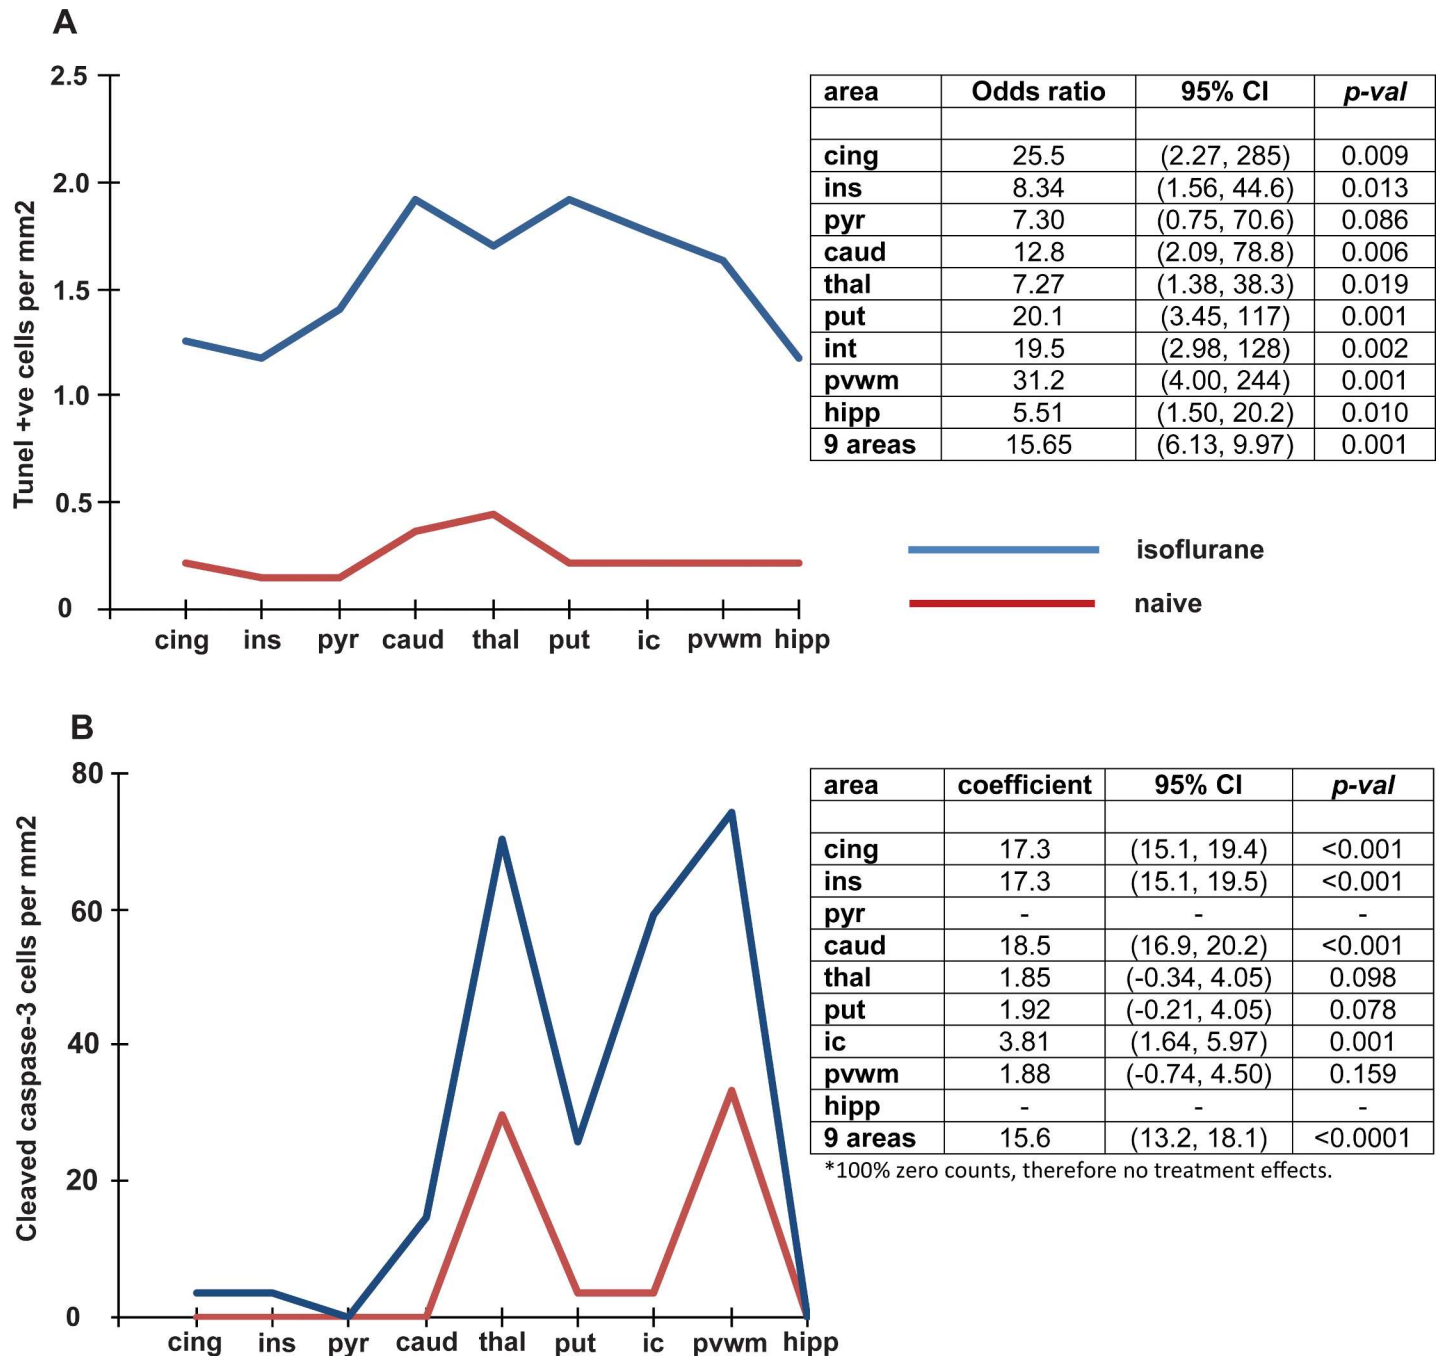 A
Tunel +ve cells per mm2
2.5
2.0
1.5
1.0
0.5
0
cing ins pyr caud thal put ic pvwm hipp
area Odds ratio 95% CI p-val
cing 25.5 (2.27, 285) 0.009
ins 8.34 (1.56, 44.6) 0.013
pyr 7.30 (0.75, 70.6) 0.086
caud 12.8 (2.09, 78.8) 0.006
thal 7.27 (1.38, 38.3) 0.019
put 20.1 (3.45, 117) 0.001
int 19.5 (2.98, 128) 0.002
pvwm 31.2 (4.00, 244) 0.001
hipp 5.51 (1.50, 20.2) 0.010
9 areas 15.65 (6.13, 9.97) 0.001
isoflurane
naive
B
Cleaved caspase-3 cells per mm2
80
60
40
20
0
cing ins pyr caud thal put ic pvwm hipp
area coefficient 95% CI p-val
cing 17.3 (15.1, 19.4) <0.001
ins 17.3 (15.1, 19.5) <0.001
pyr - - -
caud 18.5 (16.9, 20.2) <0.001
thal 1.85 (-0.34, 4.05) 0.098
put 1.92 (-0.21, 4.05) 0.078
ic 3.81 (1.64, 5.97) 0.001
pvwm 1.88 (-0.74, 4.50) 0.159
hipp - - -
9 areas 15.6 (13.2, 18.1) <0.0001
*100% zero counts, therefore no treatment effects.